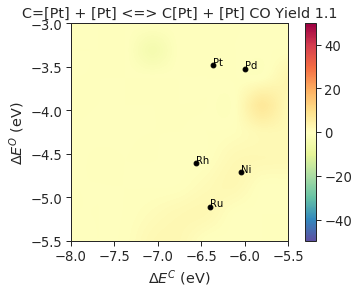 C=[Pt] + [Pt] <=> C[Pt] + [Pt] CO Yield 1.1
−3.0
−3.5
−4.0
−4.5
−5.0
−5.5
ΔE^O (eV)
Pt
Pd
Rh
Ni
Ru
−8.0 −7.5 −7.0 −6.5 −6.0 −5.5
ΔE^C (eV)
40
20
0
−20
−40